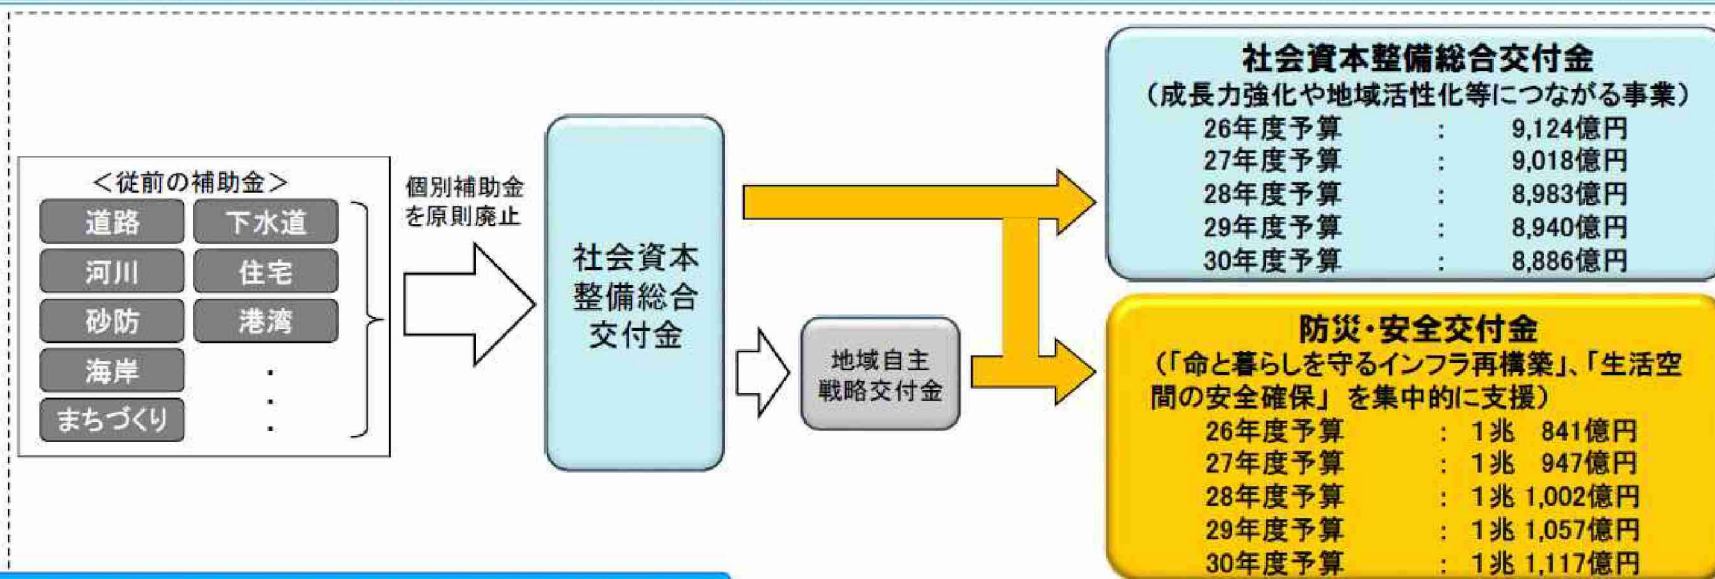 ＜従前の補助金＞
道路 下水道
河川 住宅
砂防 港湾
海岸 ・
・
まちづくり ・
個別補助金
を原則廃止
社会資本
整備総合
交付金
地域自主
戦略交付金
社会資本整備総合交付金
（成長力強化や地域活性化等につながる事業）
26年度予算 ： 9,124億円
27年度予算 ： 9,018億円
28年度予算 ： 8,983億円
29年度予算 ： 8,940億円
30年度予算 ： 8,886億円
防災・安全交付金
（「命と暮らしを守るインフラ再構築」、「生活空
間の安全確保」 を集中的に支援）
26年度予算 ： 1兆 841億円
27年度予算 ： 1兆 947億円
28年度予算 ： 1兆 1,002億円
29年度予算 ： 1兆 1,057億円
30年度予算 ： 1兆 1,117億円